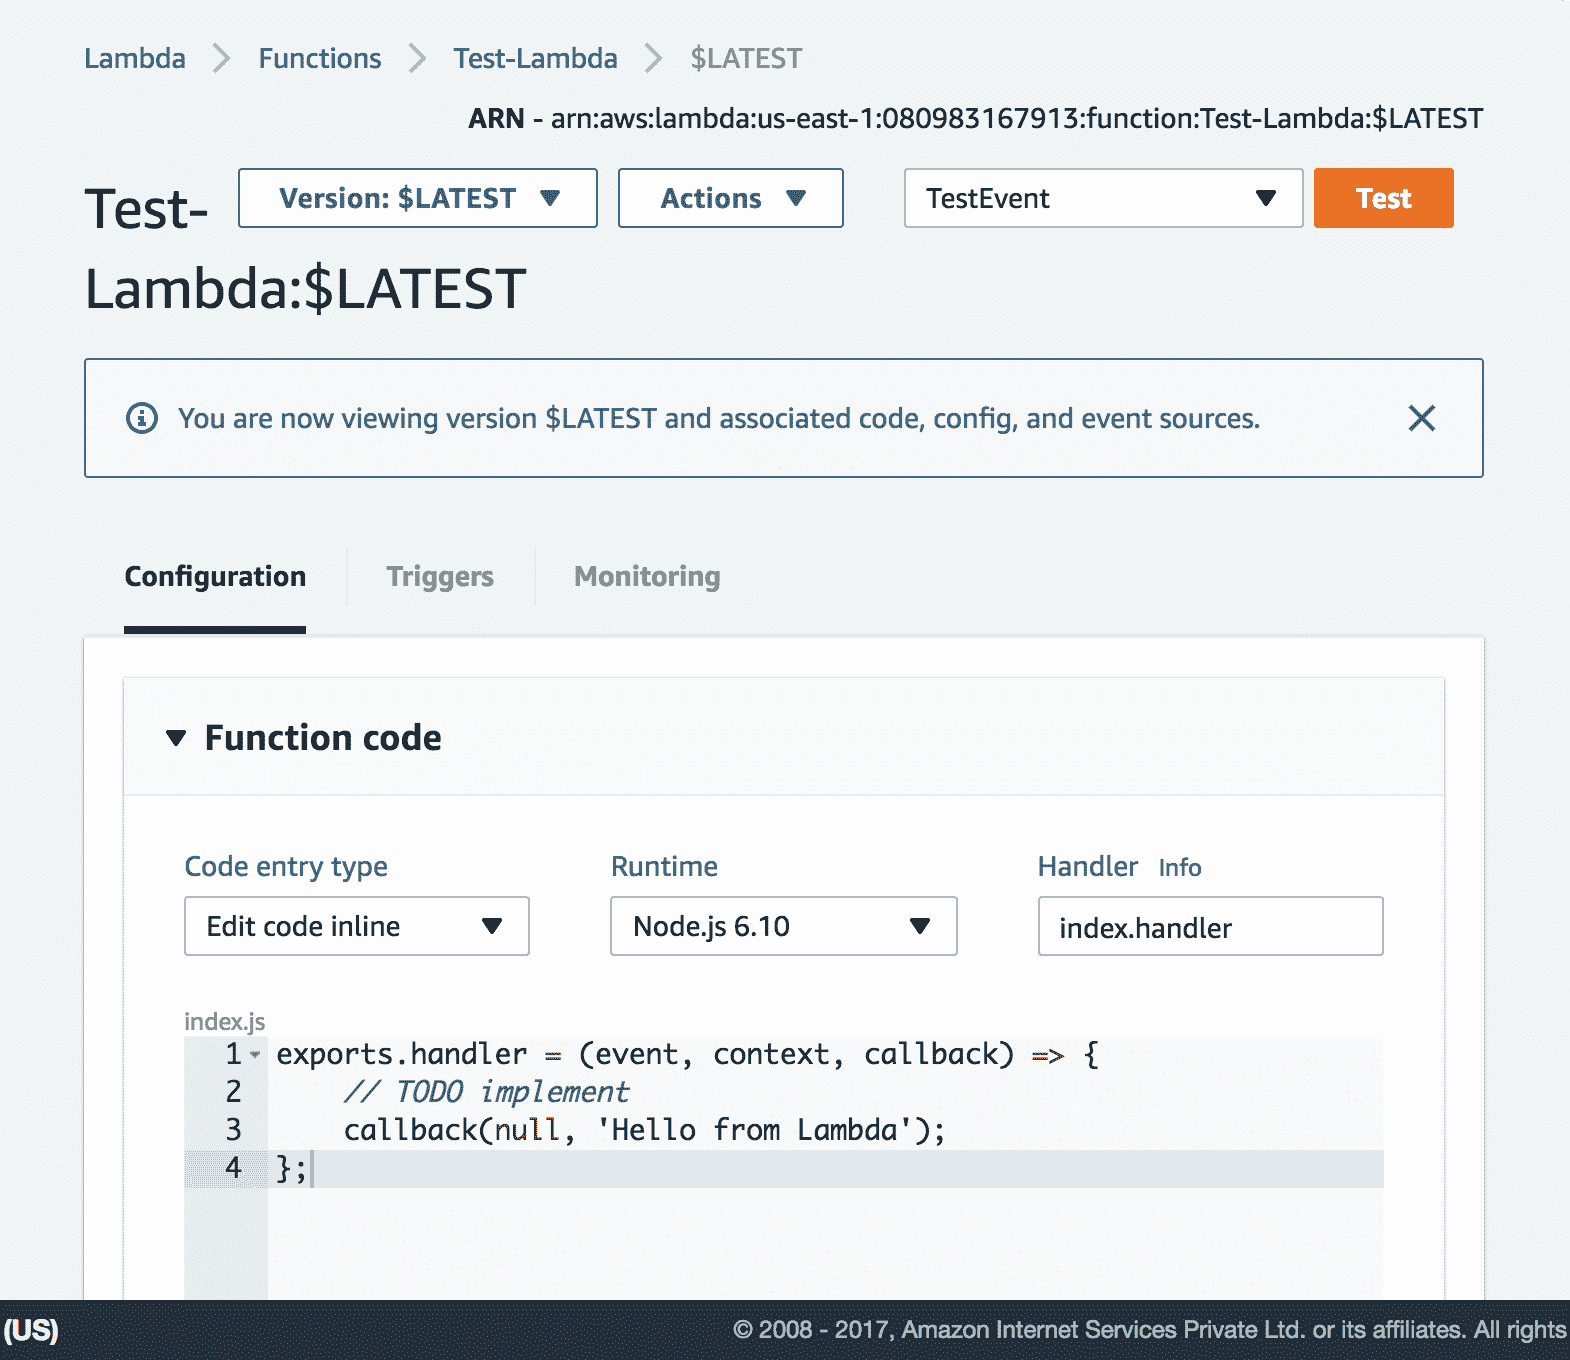 Lambda Functions Test-Lambda $LATEST
ARN - arn:aws:lambda:us-east-1:080983167913:function:Test-Lambda:$LATEST
Test-
Lambda:$LATEST
Version: $LATEST Actions TestEvent Test
You are now viewing version $LATEST and associated code, config, and event sources.
Configuration Triggers Monitoring
Function code
Code entry type Runtime Handler Info
Edit code inline Node.js 6.10 index.handler
index.js
1 exports.handler = (event, context, callback) => {
2     // TODO implement
3     callback(null, 'Hello from Lambda');
4 };
(US) © 2008 - 2017, Amazon Internet Services Private Ltd. or its affiliates. All rights